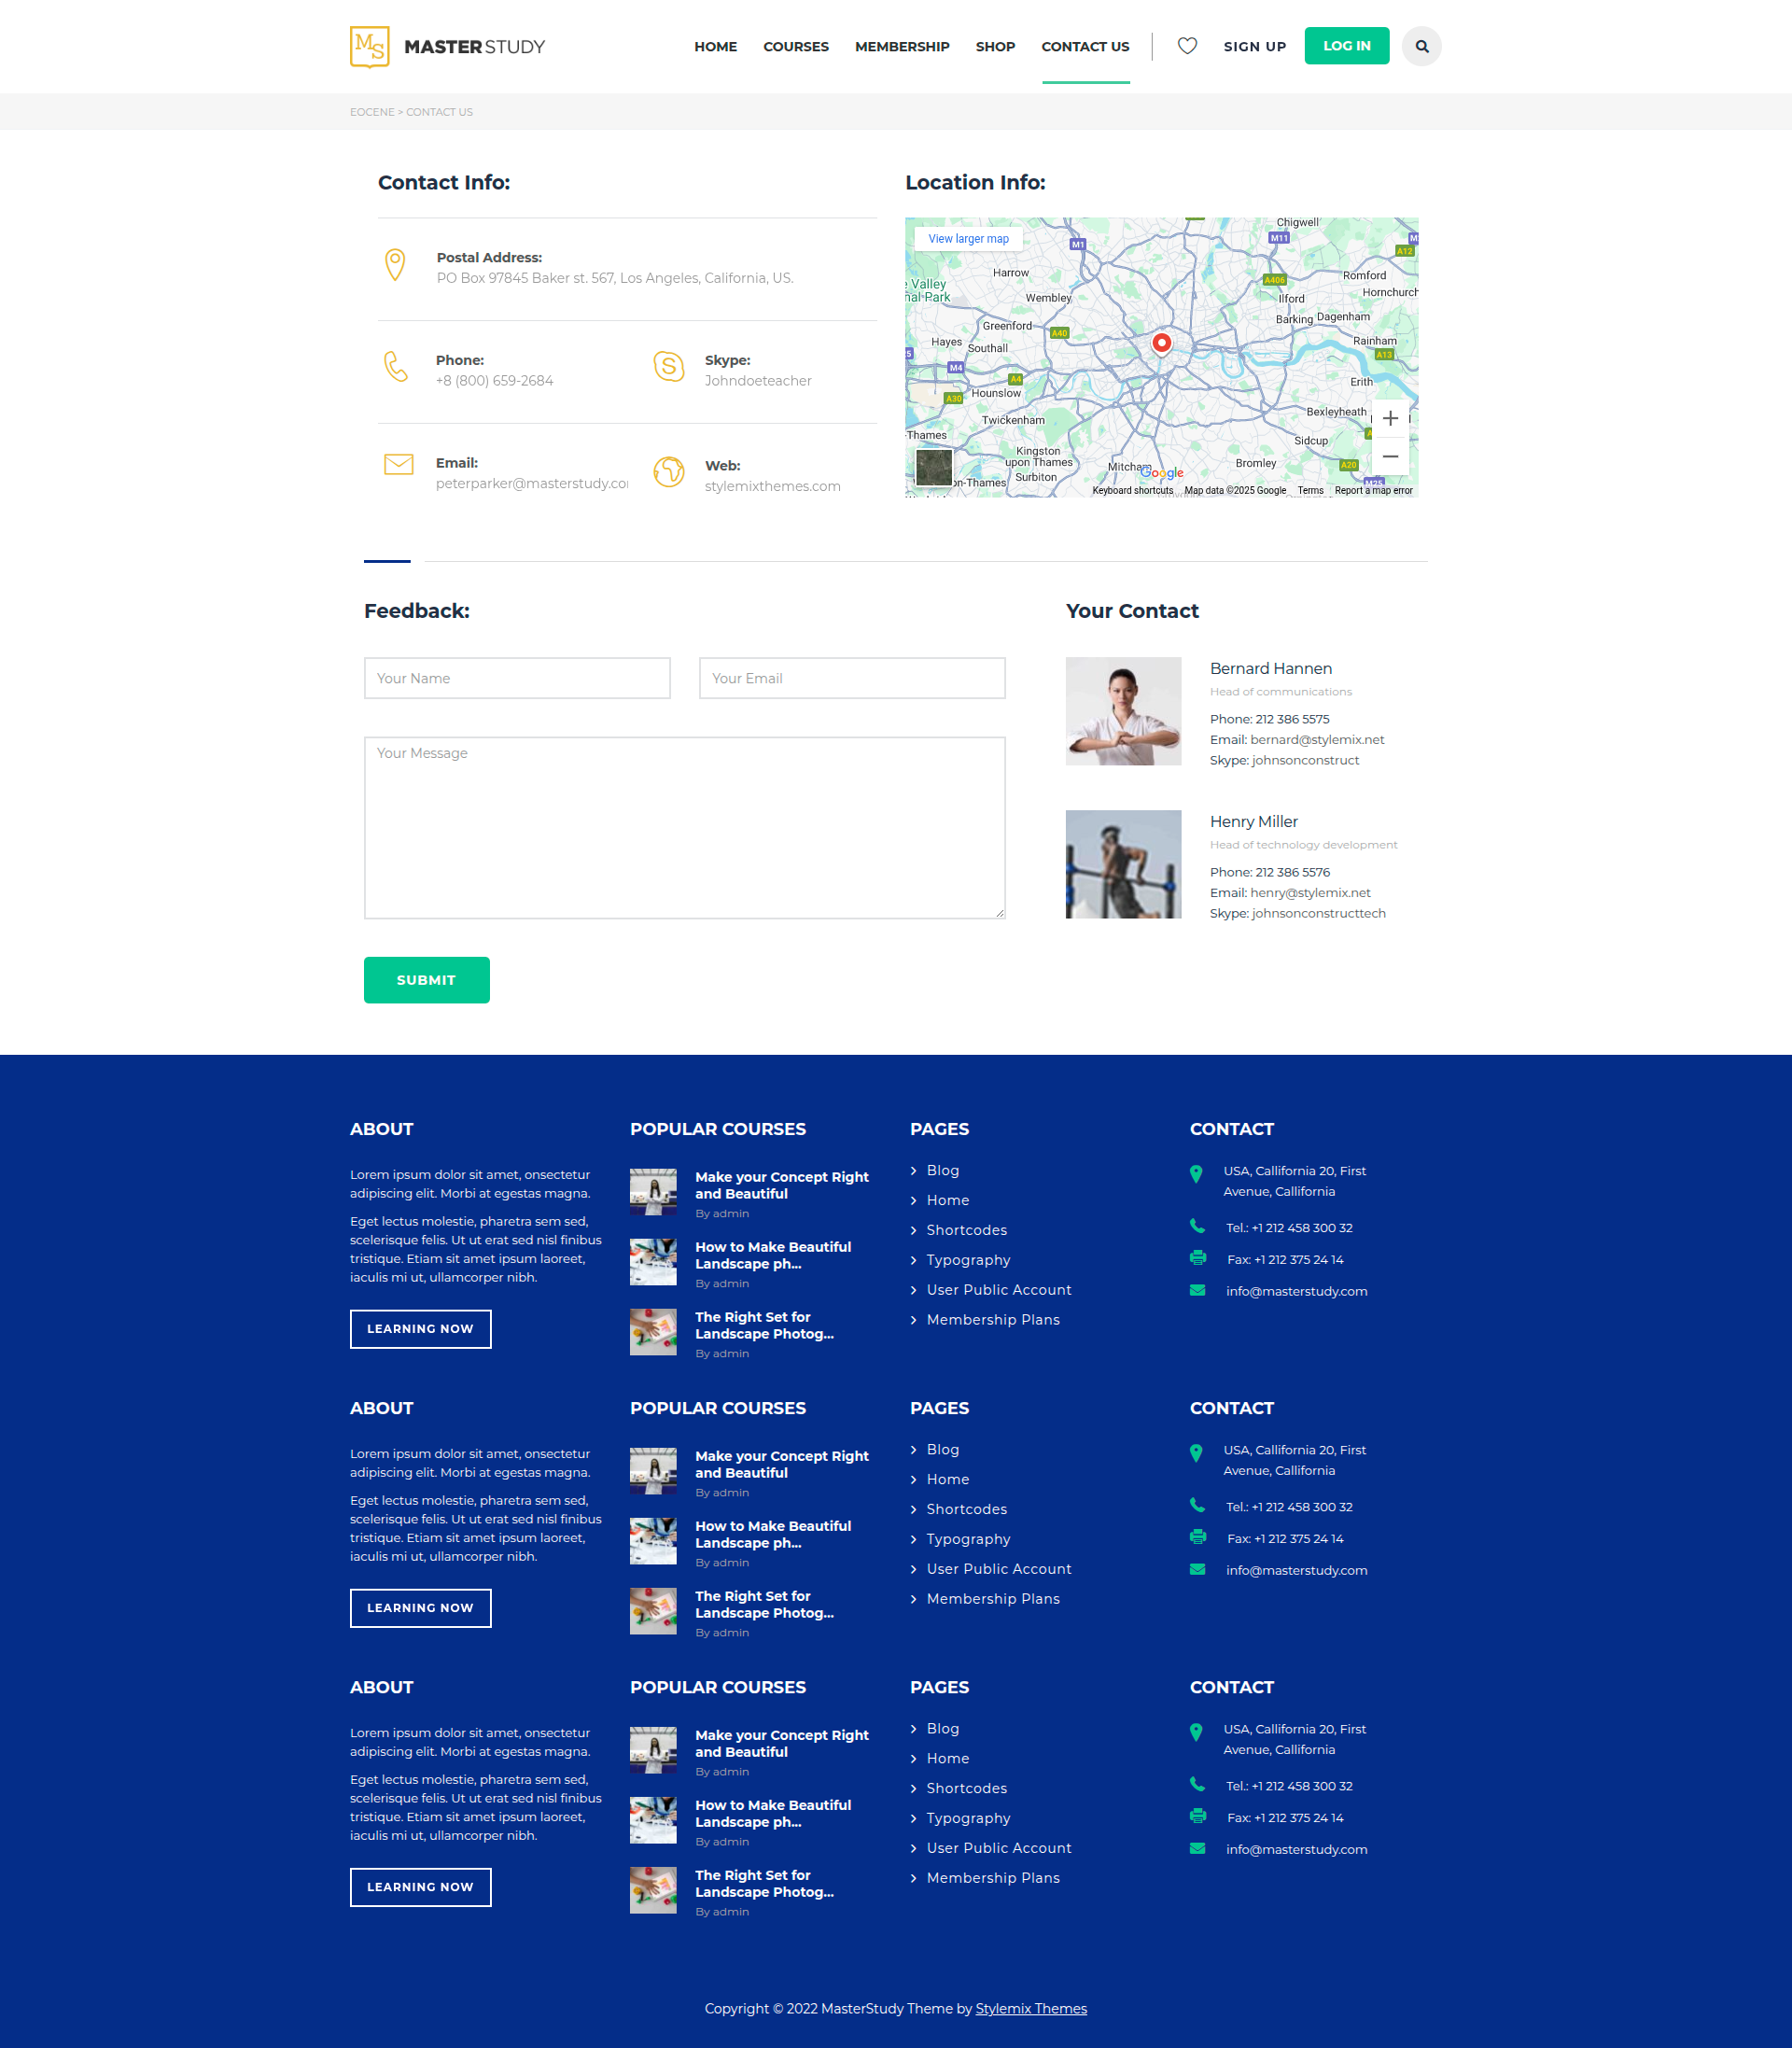 MS MASTERSTUDY HOME COURSES MEMBERSHIP SHOP CONTACT US SIGN UP LOG IN
EOCENE > CONTACT US
Contact Info:
Postal Address:
PO Box 97845 Baker st. 567, Los Angeles, California, US.
Phone:
+8 (800) 659-2684
Skype:
Johndoeteacher
Email:
peterparker@masterstudy.co
Web:
stylemixthemes.com
Location Info:
View larger map
Chigwell
M1
M11
A12
Harrow
A406
Romford
e Valley
nal Park
Wembley
Ilford
Hornchurch
Barking
Dagenham
Greenford
A40
Hayes
Southall
Rainham
A13
M4
A4
Erith
Hounslow
A30
Bexleyheath
Twickenham
-Thames
Sidcup
Kingston
upon Thames
Mitcham
Google
Bromley
A20
Surbiton
on-Thames
M25
Keyboard shortcuts Map data ©2025 Google Terms Report a map error
Feedback:
Your Name
Your Email
Your Message
SUBMIT
Your Contact
Bernard Hannen
Head of communications
Phone: 212 386 5575
Email: bernard@stylemix.net
Skype: johnsonconstruct
Henry Miller
Head of technology development
Phone: 212 386 5576
Email: henry@stylemix.net
Skype: johnsonconstructtech
ABOUT
Lorem ipsum dolor sit amet, onsectetur
adipiscing elit. Morbi at egestas magna.
Eget lectus molestie, pharetra sem sed,
scelerisque felis. Ut ut erat sed nisl finibus
tristique. Etiam sit amet ipsum laoreet,
iaculis mi ut, ullamcorper nibh.
LEARNING NOW
POPULAR COURSES
Make your Concept Right
and Beautiful
By admin
How to Make Beautiful
Landscape ph...
By admin
The Right Set for
Landscape Photog...
By admin
PAGES
Blog
Home
Shortcodes
Typography
User Public Account
Membership Plans
CONTACT
USA, Callifornia 20, First
Avenue, Callifornia
Tel.: +1 212 458 300 32
Fax: +1 212 375 24 14
info@masterstudy.com
ABOUT
Lorem ipsum dolor sit amet, onsectetur
adipiscing elit. Morbi at egestas magna.
Eget lectus molestie, pharetra sem sed,
scelerisque felis. Ut ut erat sed nisl finibus
tristique. Etiam sit amet ipsum laoreet,
iaculis mi ut, ullamcorper nibh.
LEARNING NOW
POPULAR COURSES
Make your Concept Right
and Beautiful
By admin
How to Make Beautiful
Landscape ph...
By admin
The Right Set for
Landscape Photog...
By admin
PAGES
Blog
Home
Shortcodes
Typography
User Public Account
Membership Plans
CONTACT
USA, Callifornia 20, First
Avenue, Callifornia
Tel.: +1 212 458 300 32
Fax: +1 212 375 24 14
info@masterstudy.com
ABOUT
Lorem ipsum dolor sit amet, onsectetur
adipiscing elit. Morbi at egestas magna.
Eget lectus molestie, pharetra sem sed,
scelerisque felis. Ut ut erat sed nisl finibus
tristique. Etiam sit amet ipsum laoreet,
iaculis mi ut, ullamcorper nibh.
LEARNING NOW
POPULAR COURSES
Make your Concept Right
and Beautiful
By admin
How to Make Beautiful
Landscape ph...
By admin
The Right Set for
Landscape Photog...
By admin
PAGES
Blog
Home
Shortcodes
Typography
User Public Account
Membership Plans
CONTACT
USA, Callifornia 20, First
Avenue, Callifornia
Tel.: +1 212 458 300 32
Fax: +1 212 375 24 14
info@masterstudy.com
Copyright © 2022 MasterStudy Theme by Stylemix Themes